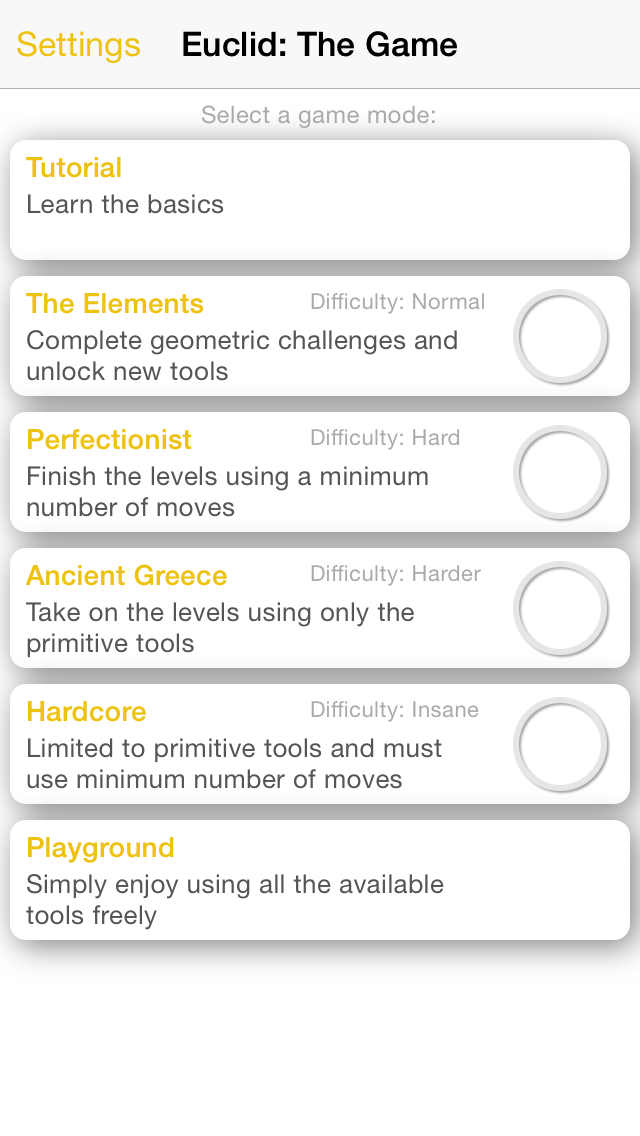 Settings
Euclid: The Game
Select a game mode:
Tutorial
Learn the basics
The Elements
Difficulty: Normal
Complete geometric challenges and
unlock new tools
Perfectionist
Difficulty: Hard
Finish the levels using a minimum
number of moves
Ancient Greece
Difficulty: Harder
Take on the levels using only the
primitive tools
Hardcore
Difficulty: Insane
Limited to primitive tools and must
use minimum number of moves
Playground
Simply enjoy using all the available
tools freely